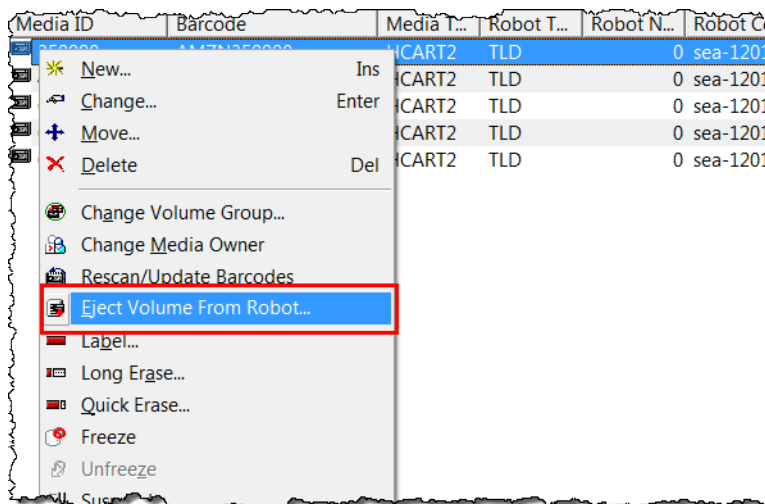 Media ID Barcode Media T... Robot T... Robot N... Robot Co
HCART2 TLD 0 sea-1201
New... Ins
HCART2 TLD 0 sea-1201
Change... Enter
HCART2 TLD 0 sea-1201
Move...
HCART2 TLD 0 sea-1201
Delete Del
HCART2 TLD 0 sea-1201
Change Volume Group...
Change Media Owner
Rescan/Update Barcodes
Eject Volume From Robot...
Label...
Long Erase...
Quick Erase...
Freeze
Unfreeze